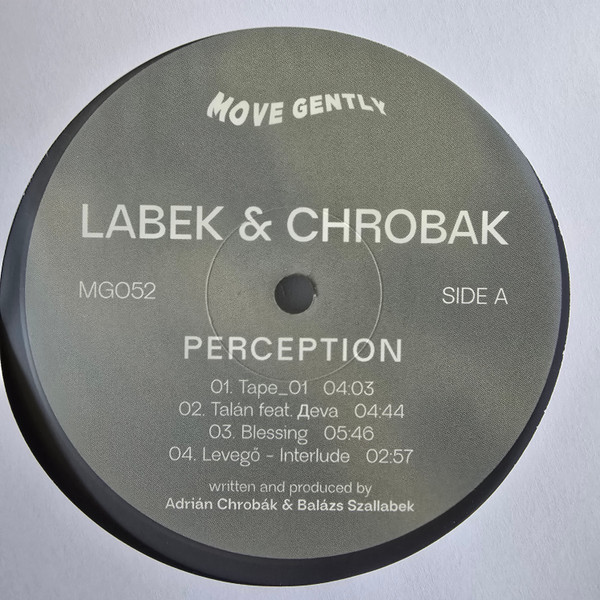 MOVE GENTLY
LABEK & CHROBAK
MG052 SIDE A
PERCEPTION
01. Tape_01 04:03
02. Talán feat. Дева 04:44
03. Blessing 05:46
04. Levegő - Interlude 02:57
written and produced by
Adrián Chrobák & Balázs Szallabek